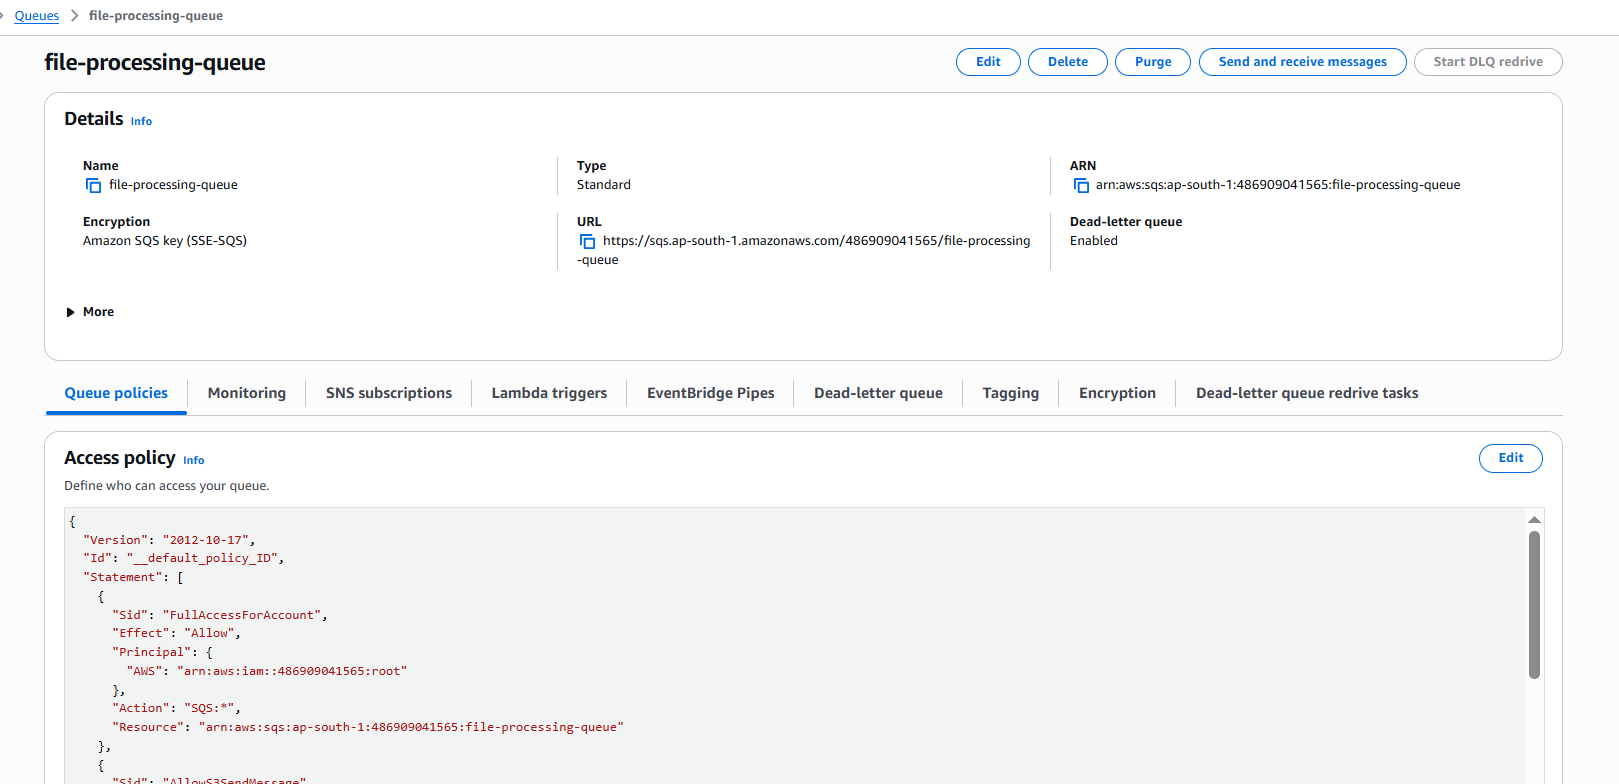 Queues > file-processing-queue
file-processing-queue
Edit Delete Purge Send and receive messages Start DLQ redrive
Details Info
Name
file-processing-queue
Type
Standard
ARN
arn:aws:sqs:ap-south-1:486909041565:file-processing-queue
Encryption
Amazon SQS key (SSE-SQS)
URL
https://sqs.ap-south-1.amazonaws.com/486909041565/file-processing
-queue
Dead-letter queue
Enabled
More
Queue policies Monitoring SNS subscriptions Lambda triggers EventBridge Pipes Dead-letter queue Tagging Encryption Dead-letter queue redrive tasks
Access policy Info
Edit
Define who can access your queue.
{
  "Version": "2012-10-17",
  "Id": "__default_policy_ID",
  "Statement": [
    {
      "Sid": "FullAccessForAccount",
      "Effect": "Allow",
      "Principal": {
        "AWS": "arn:aws:iam::486909041565:root"
      },
      "Action": "SQS:*",
      "Resource": "arn:aws:sqs:ap-south-1:486909041565:file-processing-queue"
    },
    {
      "Sid": "AllowS3SendMessage"